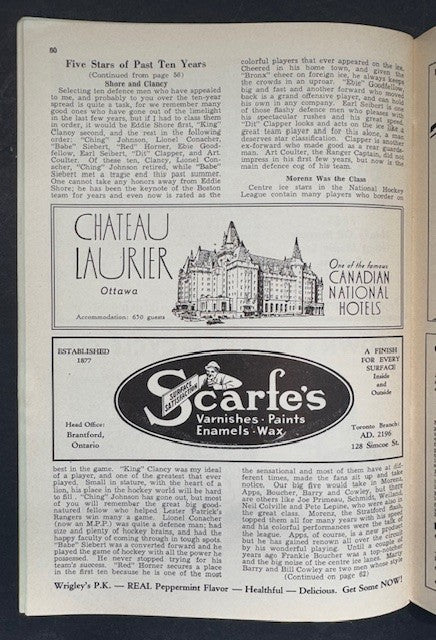 60
Five Stars of Past Ten Years
(Continued from page 58)
Shore and Clancy
Selecting ten defence men who have appealed
to me, and probably to you over the ten-year
spread is quite a task, for we remember many
good ones who have gone out of the limelight
in the last few years, but if I had to class them
in order, it would be Eddie Shore first, "King"
Clancy second, and the rest in the following
order: "Ching" Johnson, Lionel Conacher,
"Babe" Siebert, "Red" Horner, Ebie Good-
fellow, Earl Seibert, "Dit" Clapper, and Art.
Coulter. Of these ten, Clancy, Lionel Con-
acher, "Ching" Johnson retired, while "Babe"
Siebert met a tragic end this past summer.
One cannot take any honors away from Eddie
Shore; he has been the keynote of the Boston
team for years and even now is rated as the
colorful players that ever appeared on the ice.
Cheered in his home town, and given the
"Bronx" cheer on foreign ice, he always keeps
the crowds in an uproar. "Ebie" Goodfellow,
big and fast and another forward who moved
back is a grand offensive player, and can hold
his own in any company. Earl Seibert is one
of those flashy defence men who pleases with
his spectacular rushes and his great speed.
"Dit" Clapper looks and acts on the ice like a
great team player and for this alone, a man
deserves star classification. Clapper is another
ex-forward who made good as a rear guard
man. Art Coulter, the Ranger Captain, did not
impress in his first few years, but now is the
main defence cog of his team.
Morenz Was the Class
Centre ice stars in the National Hockey
League contain many players who border on
CHATEAU
LAURIER
Ottawa
Accommodation: 650 guests
One of the famous
CANADIAN
NATIONAL
HOTELS
ESTABLISHED
1877
A FINISH
FOR EVERY
SURFACE
Inside
and
Outside
SURFACE
SATISFACTION
Scarfe's
Varnishes · Paints
Enamels · Wax
Head Office:
Brantford,
Ontario
Toronto Branch:
AD. 2196
128 Simcoe St.
best in the game. "King" Clancy was my ideal
of a player, and one of the greatest that ever
played. Small in stature, with the heart of a
lion, his place in the hockey world will be hard
to fill. "Ching" Johnson has gone out, but most
of you will remember the great big good-
natured fellow who helped Lester Patrick's
Rangers win many a game. Lionel Conacher
(now an M.P.P.) was quite a defence man; had
size and plenty of hockey brains, and had the
happy faculty of coming through in tough spots.
"Babe" Siebert was a converted forward and he
played the game of hockey with all the power he
had. He never stopped trying for his
team's success. "Red" Horner secures a place
in the first ten because he is one of the most
the sensational and most of them have at dif-
ferent times, made the fans sit up and take
notice. Our big five would take in Morenz,
Apps, Boucher, Barry and Cowley, but there
are others like Joe Primeau, Schmidt, Weiland,
Neil Colville and Pete Lepine, who were also in
the great class. Morenz, the Stratford flash,
topped them all for many years with his speed
and his colorful performances were the talk of
the league. Apps, of course, is a new product
but he has gained renown all over the circuit
by his wonderful playing. Until a couple of
years ago Frankie Boucher was a top-notcher
and the big noise of the centre ice lanes. Marty
Barry and Bill Cowley are two men whose style
(Continued on page 62)
Wrigley's P.K. — REAL Peppermint Flavor — Healthful — Delicious. Get Some NOW!